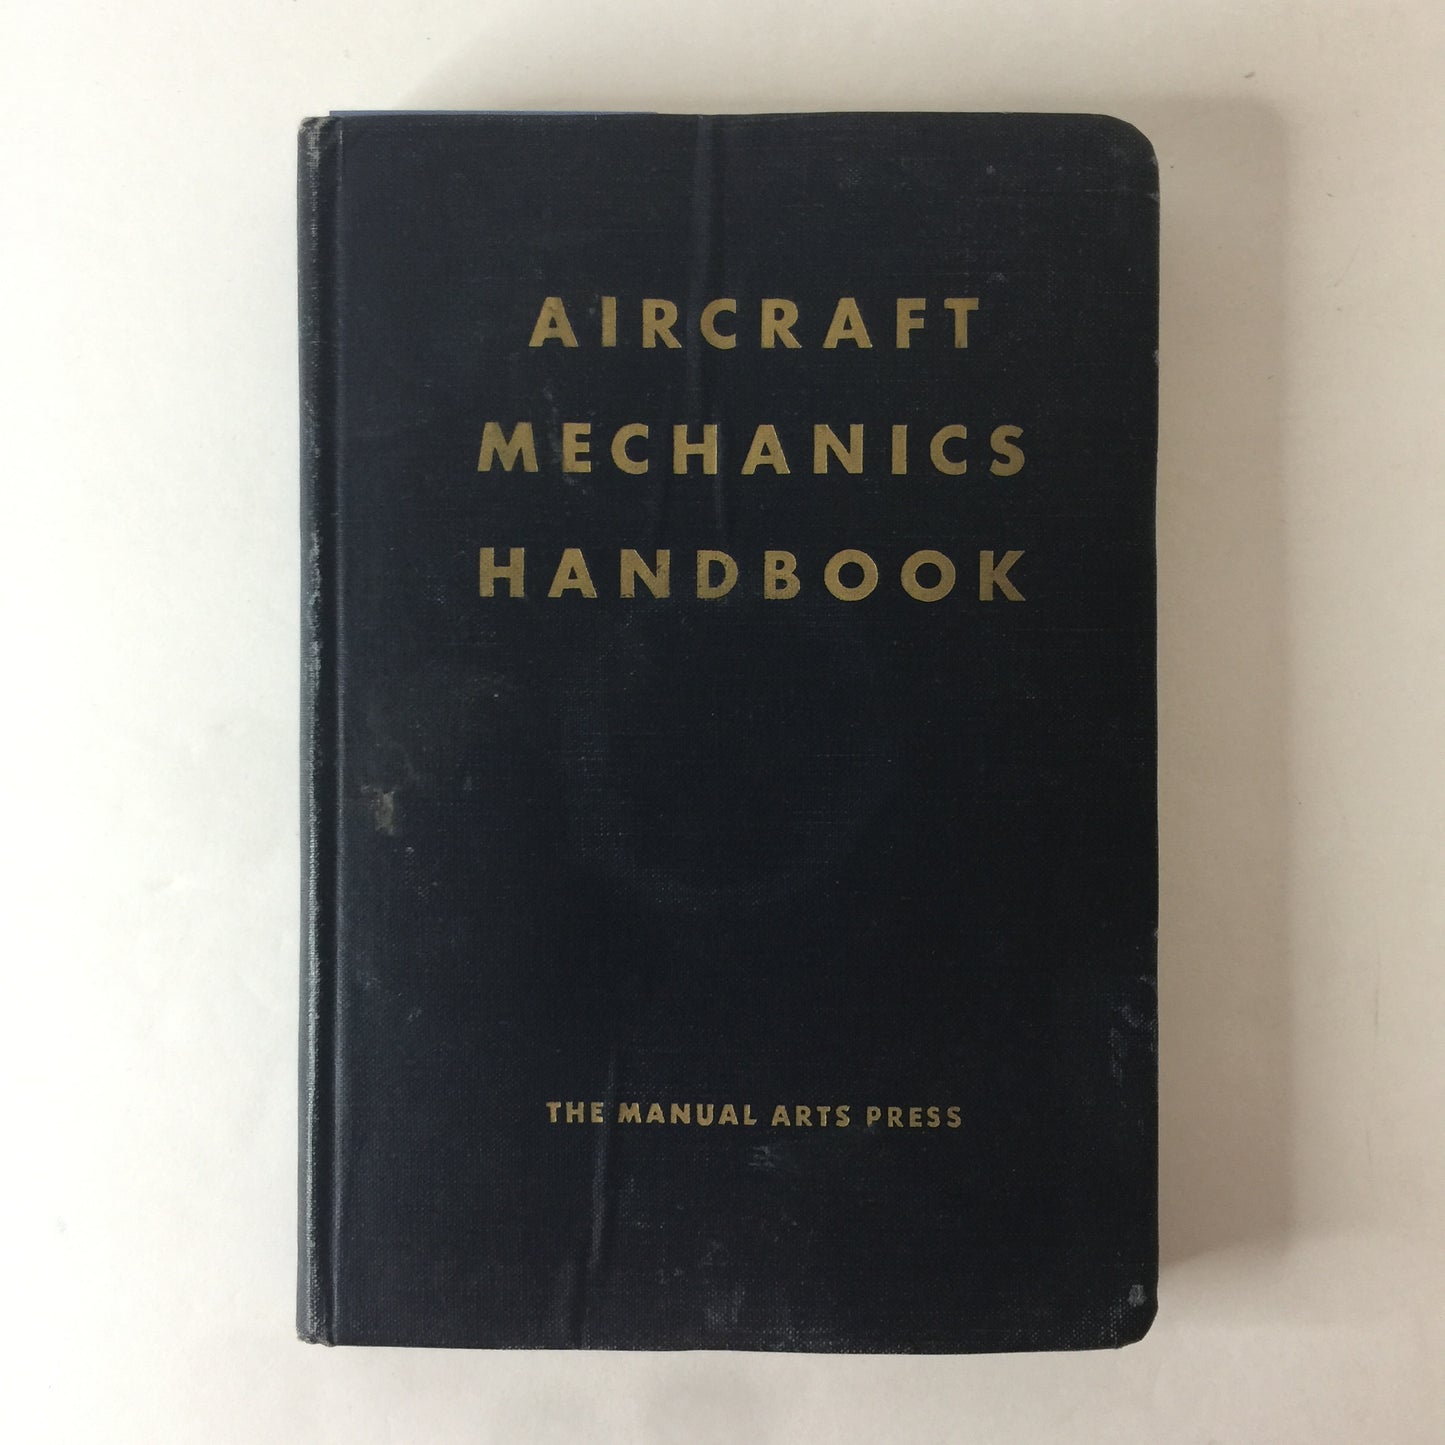 AIRCRAFT
MECHANICS
HANDBOOK
THE MANUAL ARTS PRESS